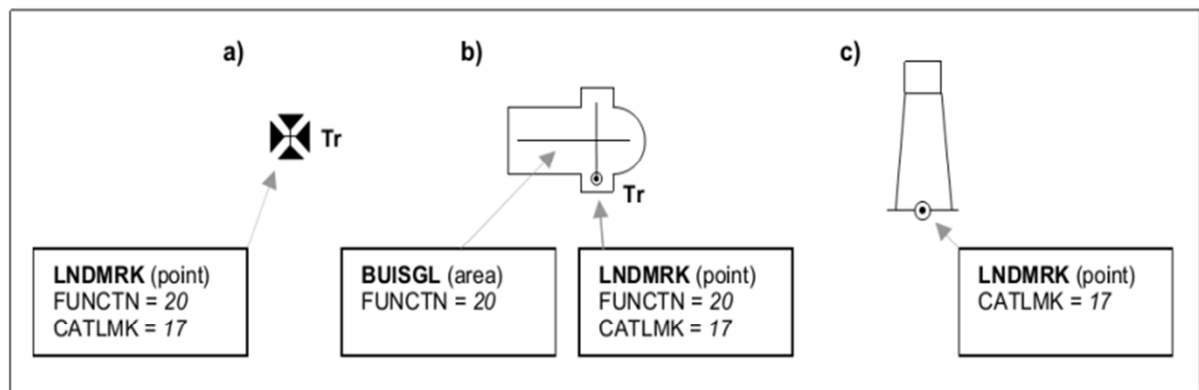 a)
b)
c)
Tr
Tr
LNDMRK (point)
FUNCTN = 20
CATLMK = 17
BUISGL (area)
FUNCTN = 20
LNDMRK (point)
FUNCTN = 20
CATLMK = 17
LNDMRK (point)
CATLMK = 17